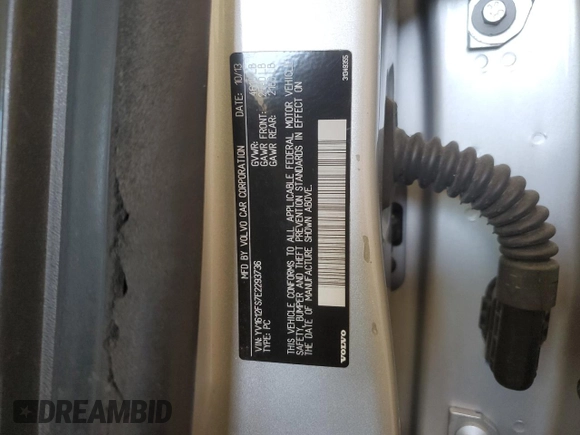 MFD BY VOLVO CAR CORPORATION DATE: 10/13
GVWR:
GAWR FRONT:
GAWR REAR:
VIN: YV1612FS7E2293736
TYPE: PC
THIS VEHICLE CONFORMS TO ALL APPLICABLE FEDERAL MOTOR VEHICLE
SAFETY, BUMPER AND THEFT PREVENTION STANDARDS IN EFFECT ON
THE DATE OF MANUFACTURE SHOWN ABOVE.
VOLVO
DREAMBID